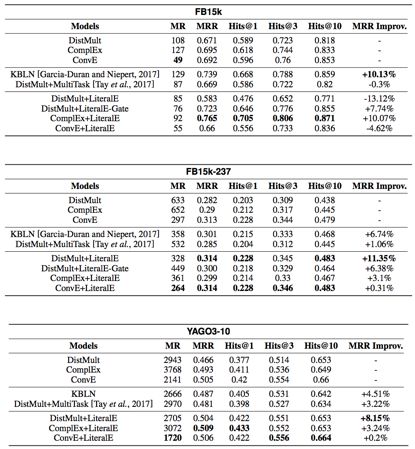 FB15k
Models MR MRR Hits@1 Hits@3 Hits@10 MRR Improv.
DistMult 108 0.671 0.589 0.723 0.818 -
ComplEx 127 0.695 0.618 0.744 0.833 -
ConvE 49 0.692 0.596 0.76 0.853 -
KBLN [Garcia-Duran and Niepert, 2017] 129 0.739 0.668 0.788 0.859 +10.13%
DistMult+MultiTask [Tay et al., 2017] 87 0.669 0.586 0.722 0.82 -0.3%
DistMult+LiteralE 85 0.583 0.476 0.652 0.771 -13.12%
DistMult+LiteralE-Gate 76 0.723 0.646 0.776 0.855 +7.74%
ComplEx+LiteralE 92 0.765 0.705 0.806 0.871 +10.07%
ConvE+LiteralE 55 0.66 0.556 0.733 0.836 -4.62%
FB15k-237
Models MR MRR Hits@1 Hits@3 Hits@10 MRR Improv.
DistMult 633 0.282 0.203 0.309 0.438 -
ComplEx 652 0.29 0.212 0.317 0.445 -
ConvE 297 0.313 0.228 0.344 0.479 -
KBLN [Garcia-Duran and Niepert, 2017] 358 0.301 0.215 0.333 0.468 +6.74%
DistMult+MultiTask [Tay et al., 2017] 532 0.285 0.204 0.312 0.445 +1.06%
DistMult+LiteralE 328 0.314 0.228 0.345 0.483 +11.35%
DistMult+LiteralE-Gate 449 0.300 0.218 0.329 0.464 +6.38%
ComplEx+LiteralE 361 0.299 0.214 0.33 0.467 +3.1%
ConvE+LiteralE 264 0.314 0.228 0.346 0.483 +0.31%
YAGO3-10
Models MR MRR Hits@1 Hits@3 Hits@10 MRR Improv.
DistMult 2943 0.466 0.377 0.514 0.653 -
ComplEx 3768 0.493 0.411 0.536 0.649 -
ConvE 2141 0.505 0.42 0.554 0.66 -
KBLN 2666 0.487 0.405 0.531 0.642 +4.51%
DistMult+MultiTask [Tay et al., 2017] 2970 0.481 0.398 0.527 0.634 +3.22%
DistMult+LiteralE 2705 0.504 0.422 0.551 0.653 +8.15%
ComplEx+LiteralE 3072 0.509 0.433 0.552 0.653 +3.24%
ConvE+LiteralE 1720 0.506 0.422 0.556 0.664 +0.2%